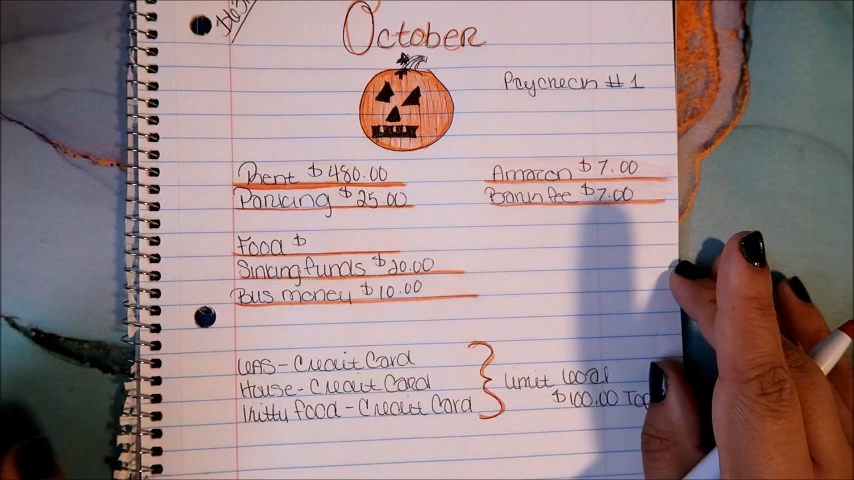 October
Paycheck #1
Rent $480.00
Amazon $7.00
Parking $25.00
Bank fee $7.00
Food $
Sinking funds $20.00
Bus money $10.00
Gas - Credit Card
House - Credit Card
Kitty food - Credit Card
Limit
$100.00